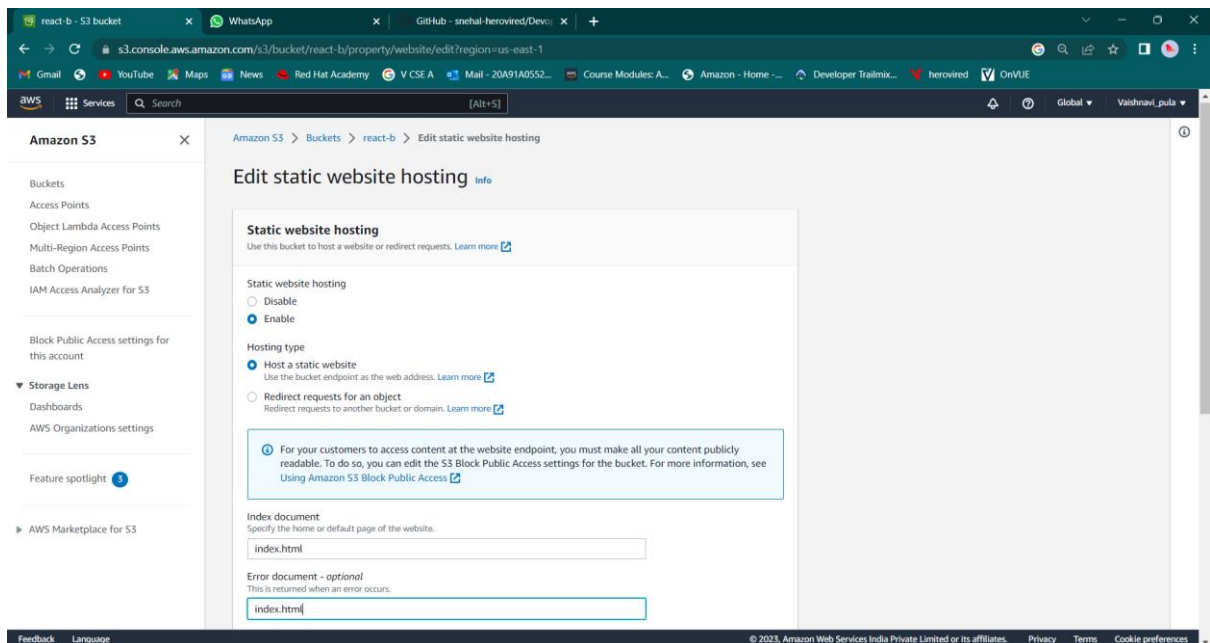 react-b - S3 bucket
WhatsApp
GitHub - snehal-herovired/Devo
s3.console.aws.amazon.com/s3/bucket/react-b/property/website/edit?region=us-east-1
Gmail YouTube Maps News Red Hat Academy V CSE A Mail - 20A91A0552... Course Modules: A... Amazon - Home -... Developer Trailmix... herovired OnVUE
aws Services Search [Alt+S] Global Vaishnavi_pula
Amazon S3
Buckets
Access Points
Object Lambda Access Points
Multi-Region Access Points
Batch Operations
IAM Access Analyzer for S3
Block Public Access settings for
this account
Storage Lens
Dashboards
AWS Organizations settings
Feature spotlight 3
AWS Marketplace for S3
Amazon S3 > Buckets > react-b > Edit static website hosting
Edit static website hosting Info
Static website hosting
Use this bucket to host a website or redirect requests. Learn more
Static website hosting
Disable
Enable
Hosting type
Host a static website
Use the bucket endpoint as the web address. Learn more
Redirect requests for an object
Redirect requests to another bucket or domain. Learn more
For your customers to access content at the website endpoint, you must make all your content publicly
readable. To do so, you can edit the S3 Block Public Access settings for the bucket. For more information, see
Using Amazon S3 Block Public Access
Index document
Specify the home or default page of the website.
index.html
Error document - optional
This is returned when an error occurs.
index.html
Feedback Language © 2023, Amazon Web Services India Private Limited or its affiliates. Privacy Terms Cookie preferences